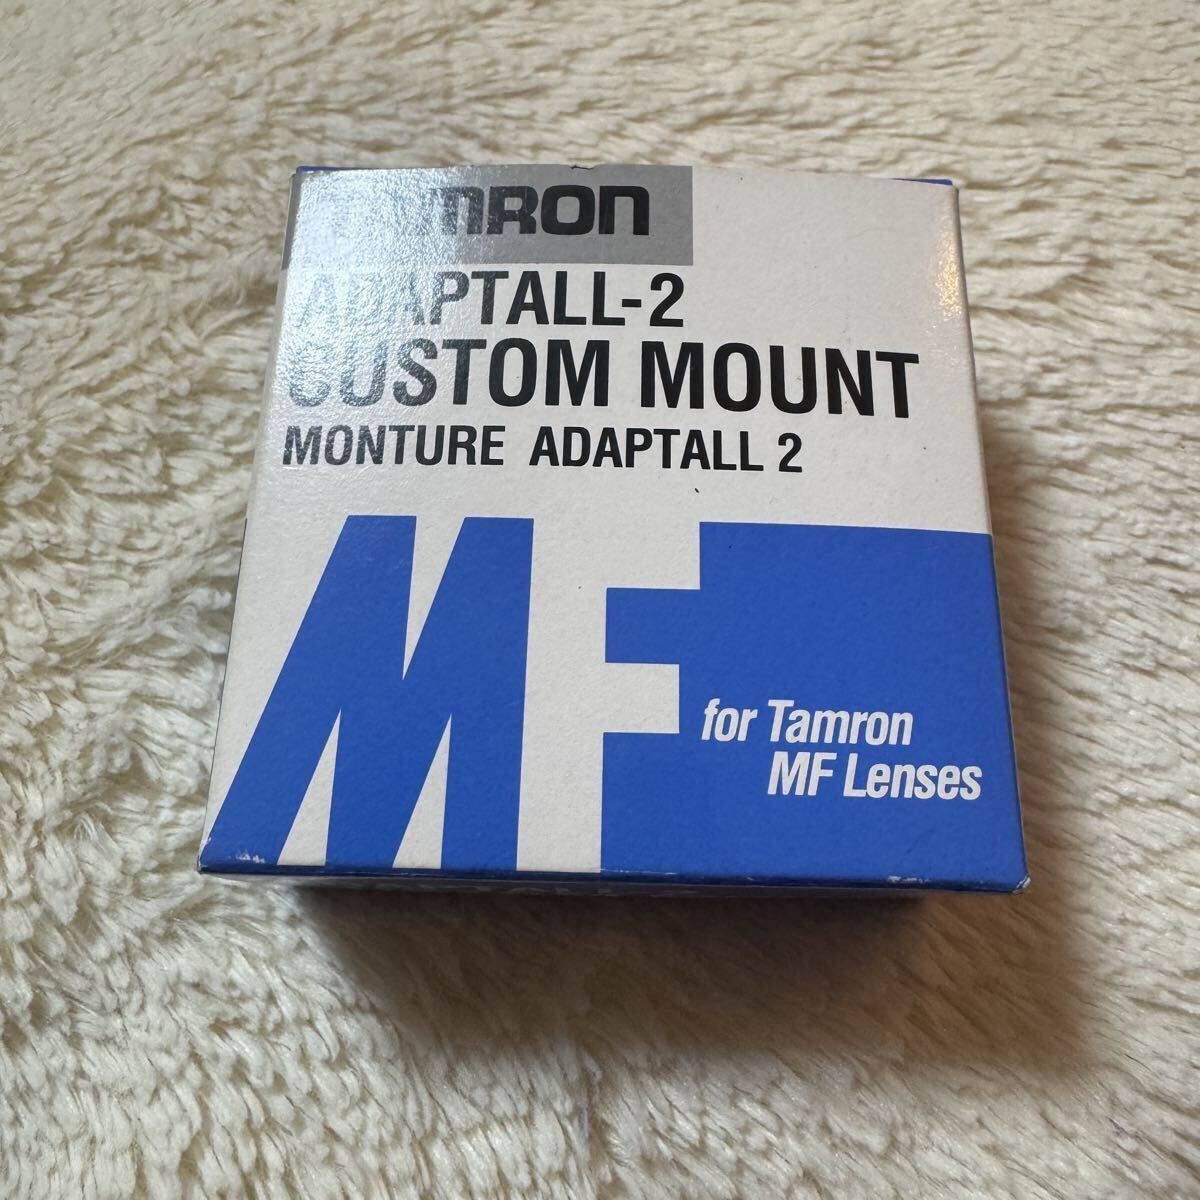 TAMRON
ADAPTALL-2
CUSTOM MOUNT
MONTURE ADAPTALL 2
MF
for Tamron
MF Lenses